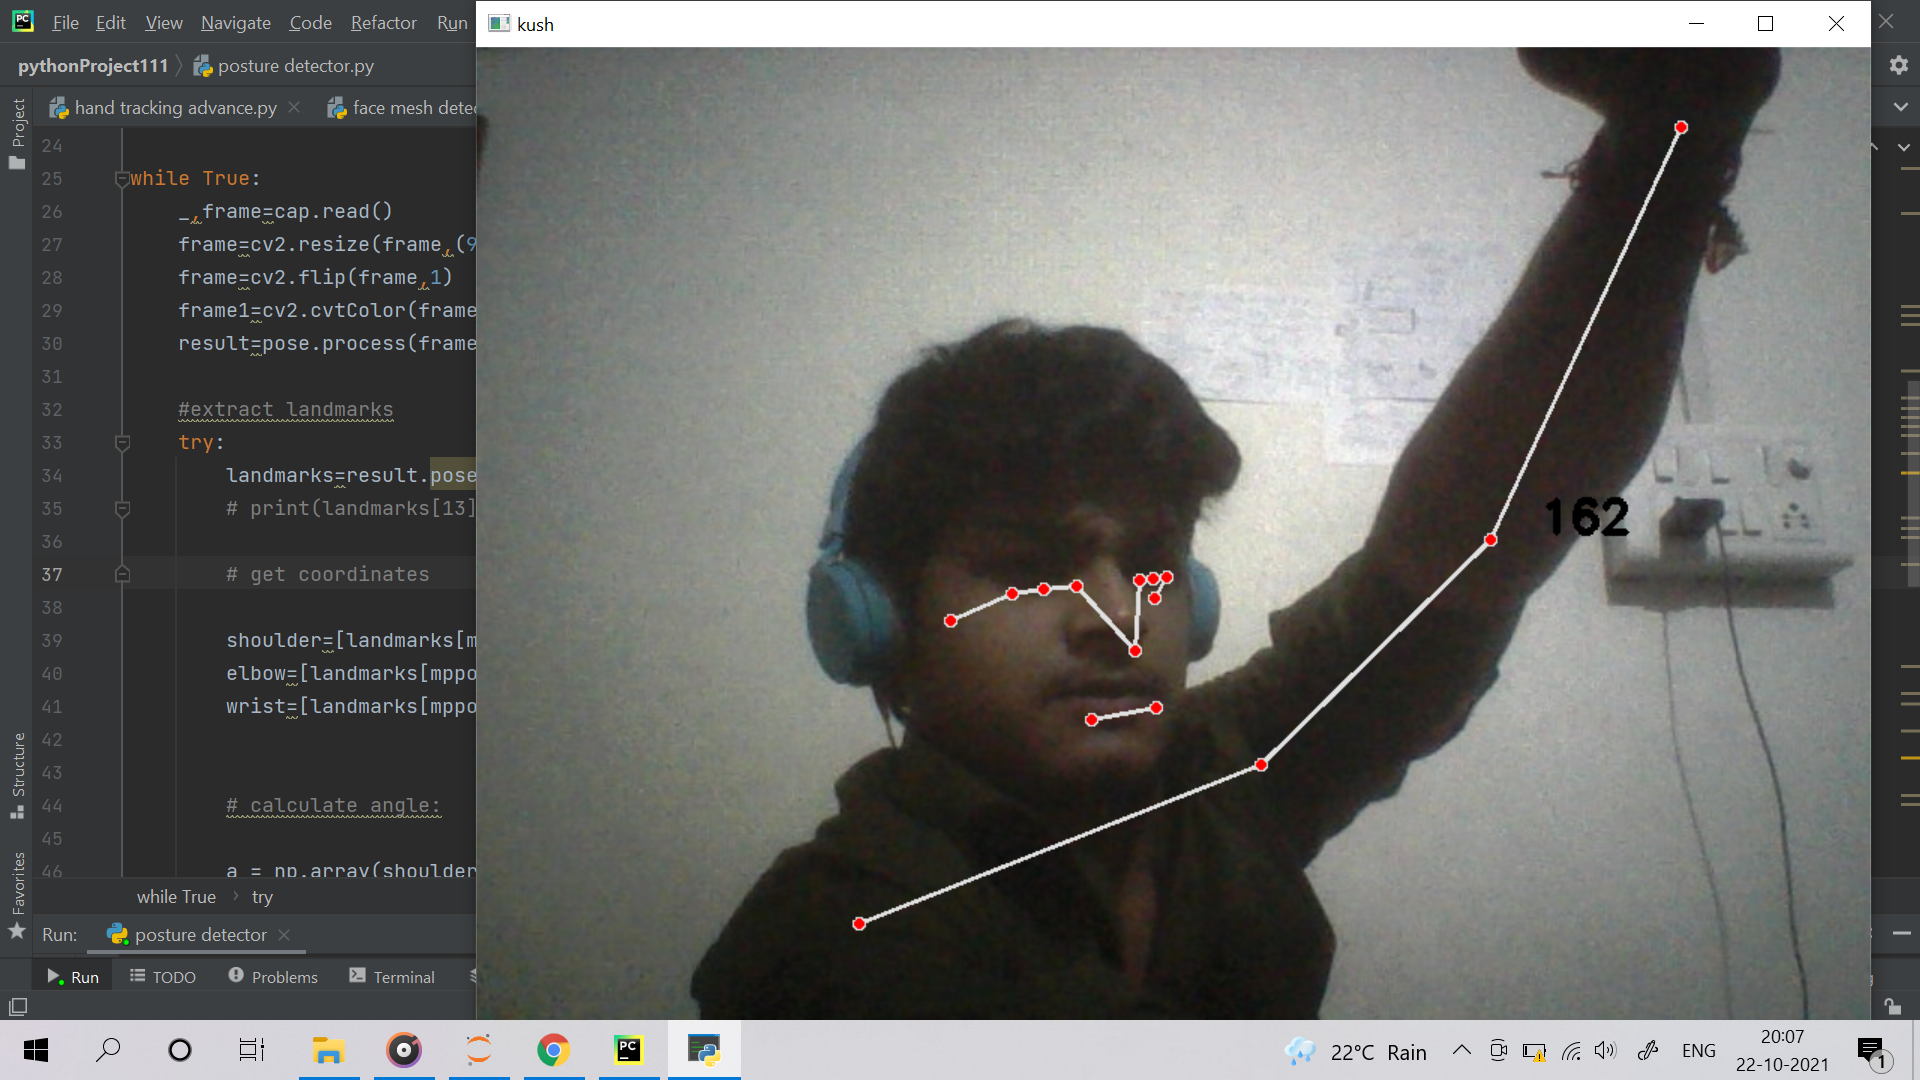 File Edit View Navigate Code Refactor Run
kush
pythonProject111 posture detector.py
hand tracking advance.py face mesh detec
Project
24
25 while True:
26 _,frame=cap.read()
27 frame=cv2.resize(frame,(9
28 frame=cv2.flip(frame,1)
29 frame1=cv2.cvtColor(frame
30 result=pose.process(frame
31
32 #extract landmarks
33 try:
34 landmarks=result.pose
35 # print(landmarks[13]
36
37 # get coordinates
38
39 shoulder=[landmarks[m
40 elbow=[landmarks[mppo
41 wrist=[landmarks[mppo
42
43
44 # calculate angle:
45
46 a = np.array(shoulder
162
Structure
Favorites
while True try
Run: posture detector
Run TODO Problems Terminal
PC
22°C Rain ENG 20:07
22-10-2021
1